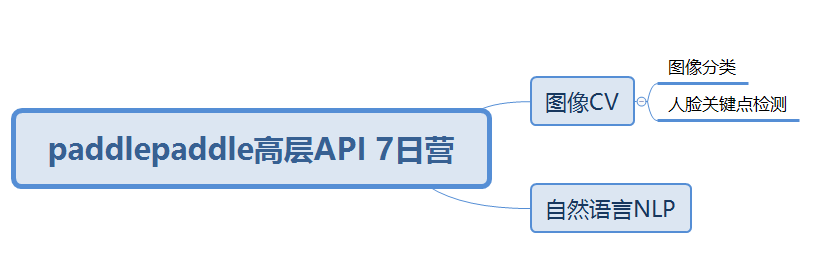 paddlepaddle高层API 7日营
图像CV
图像分类
人脸关键点检测
自然语言NLP